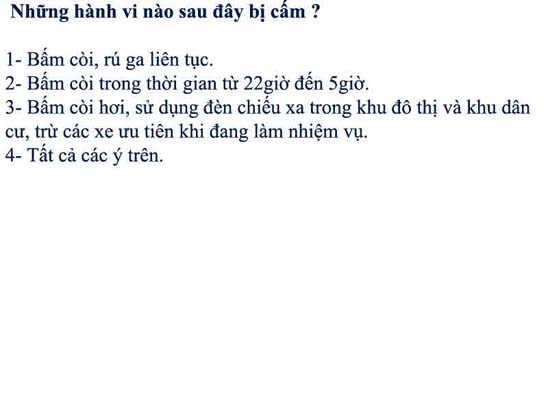 Những hành vi nào sau đây bị cấm ?
1- Bấm còi, rú ga liên tục.
2- Bấm còi trong thời gian từ 22giờ đến 5giờ.
3- Bấm còi hơi, sử dụng đèn chiếu xa trong khu đô thị và khu dân
cư, trừ các xe ưu tiên khi đang làm nhiệm vụ.
4- Tất cả các ý trên.